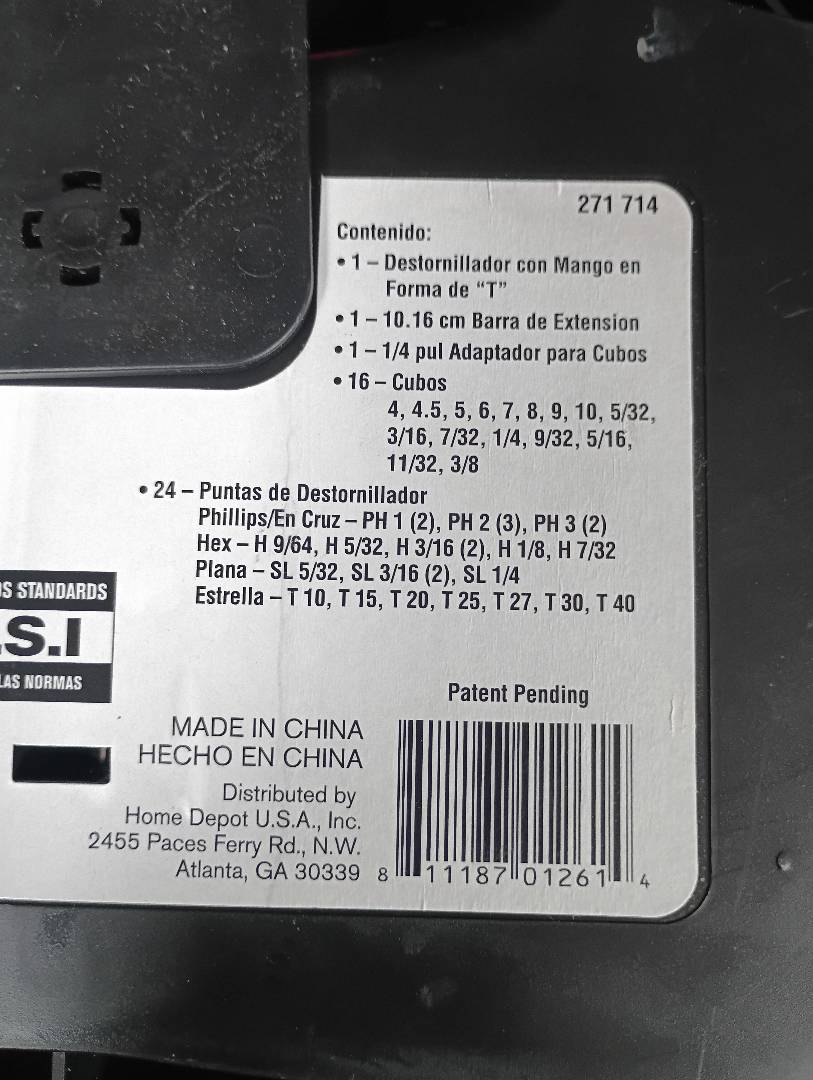 271 714
Contenido:
• 1 – Destornillador con Mango en
Forma de “T”
• 1 – 10.16 cm Barra de Extension
• 1 – 1/4 pul Adaptador para Cubos
• 16 – Cubos
4, 4.5, 5, 6, 7, 8, 9, 10, 5/32,
3/16, 7/32, 1/4, 9/32, 5/16,
11/32, 3/8
• 24 – Puntas de Destornillador
Phillips/En Cruz – PH 1 (2), PH 2 (3), PH 3 (2)
Hex – H 9/64, H 5/32, H 3/16 (2), H 1/8, H 7/32
Plana – SL 5/32, SL 3/16 (2), SL 1/4
Estrella – T 10, T 15, T 20, T 25, T 27, T 30, T 40
STANDARDS
S.I
LAS NORMAS
Patent Pending
MADE IN CHINA
HECHO EN CHINA
Distributed by
Home Depot U.S.A., Inc.
2455 Paces Ferry Rd., N.W.
Atlanta, GA 30339
8 11187 01261 4